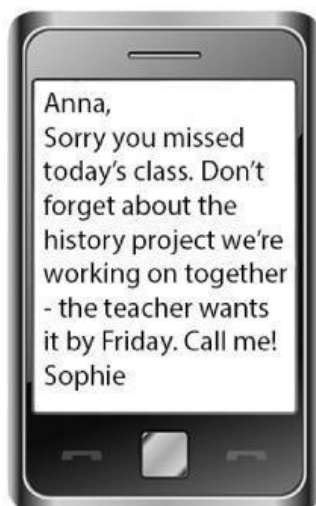 Anna,
Sorry you missed
today's class. Don't
forget about the
history project we're
working on together
- the teacher wants
it by Friday. Call me!
Sophie